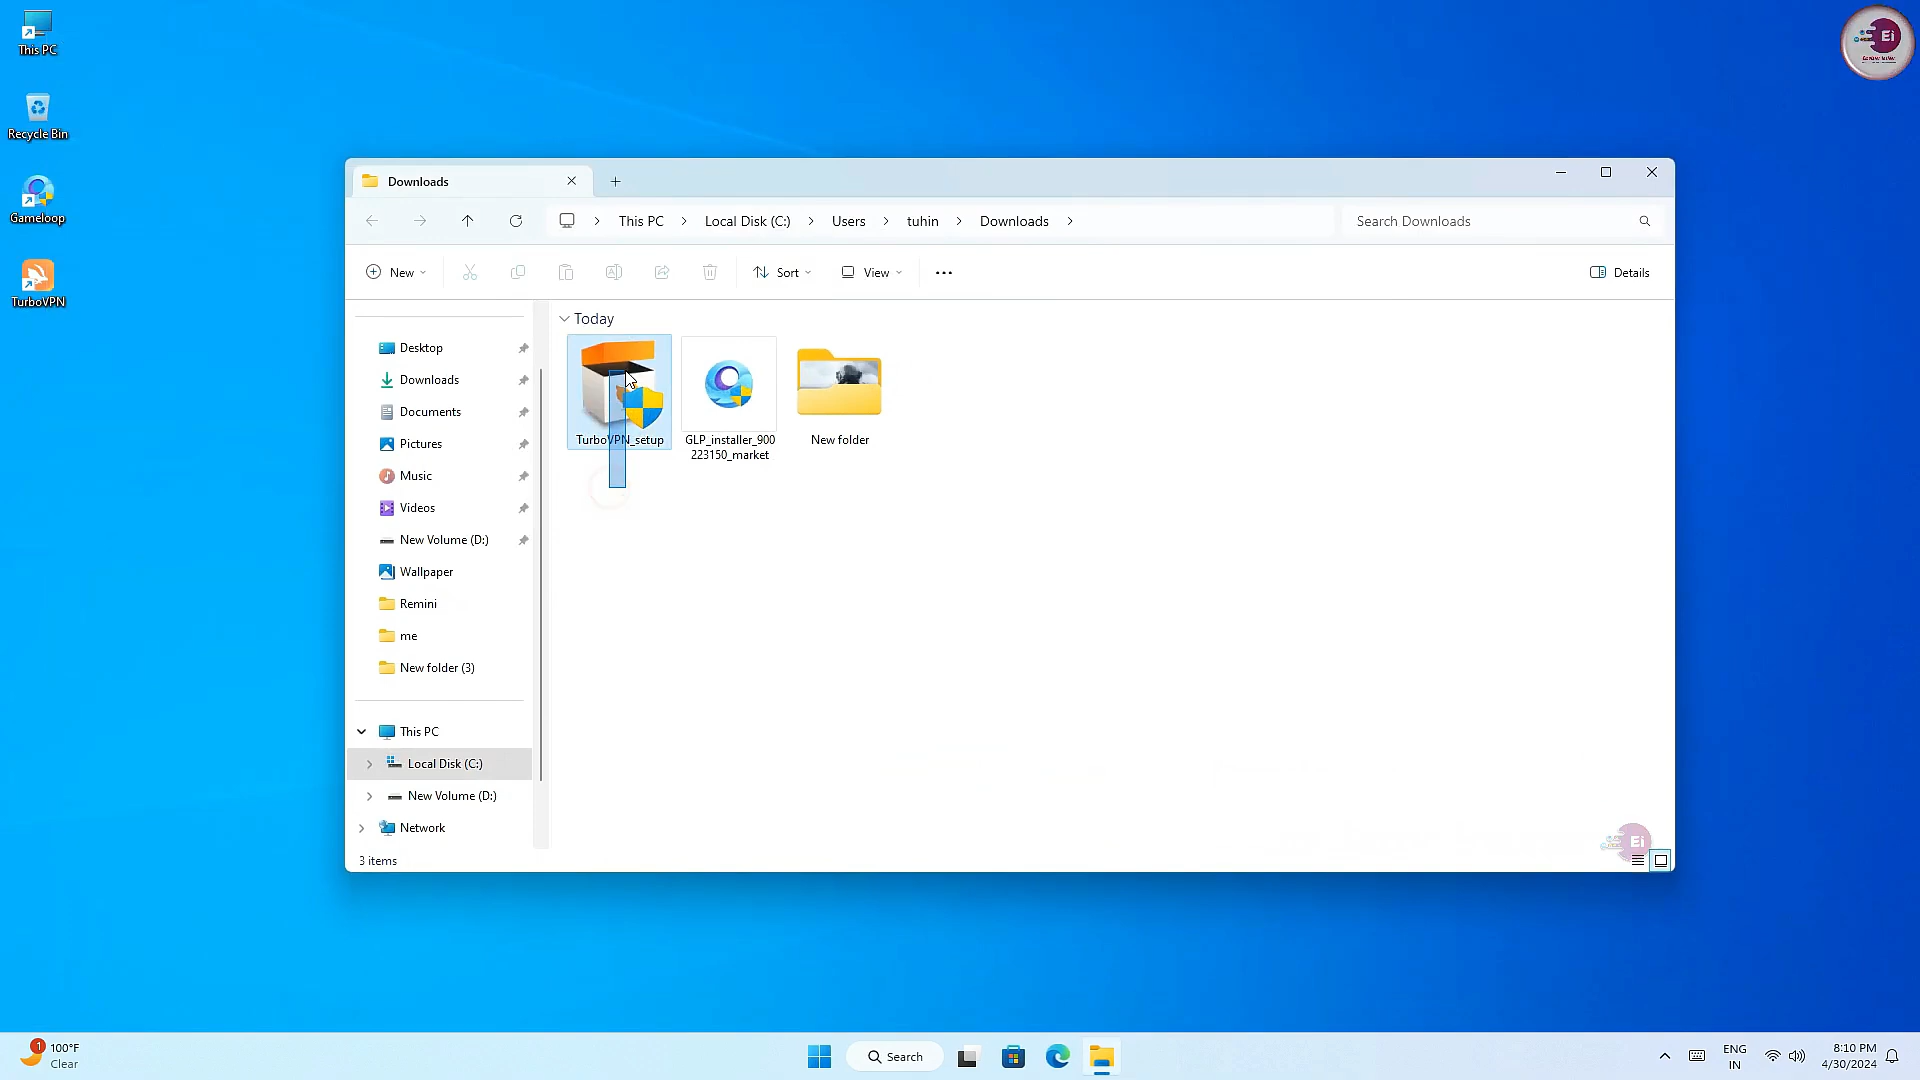 This PC
Recycle Bin
Gameloop
TurboVPN
Ei
Downloads
This PC
Local Disk (C:)
Users
tuhin
Downloads
Search Downloads
New
Sort
View
Details
Today
TurboVPN_setup
GLP_installer_900
223150_market
New folder
Desktop
Downloads
Documents
Pictures
Music
Videos
New Volume (D:)
Wallpaper
Remini
me
New folder (3)
This PC
Local Disk (C:)
New Volume (D:)
Network
3 items
Ei
1
100°F
Clear
Search
ENG
IN
8:10 PM
4/30/2024